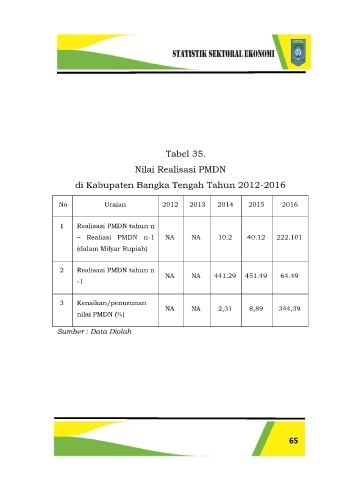 STATISTIK SEKTORAL EKONOMI
Tabel 35.
Nilai Realisasi PMDN
di Kabupaten Bangka Tengah Tahun 2012-2016
No Uraian 2012 2013 2014 2015 2016
1 Realisasi PMDN tahun n
– Realiasi PMDN n-1 NA NA 10.2 40.12 222.101
(dalam Milyar Rupiah)
2 Realisasi PMDN tahun n
-1 NA NA 441.29 451.49 64.49
3 Kenaikan/penurunan
nilai PMDN (%) NA NA 2,31 8,89 344,39
Sumber : Data Diolah
65